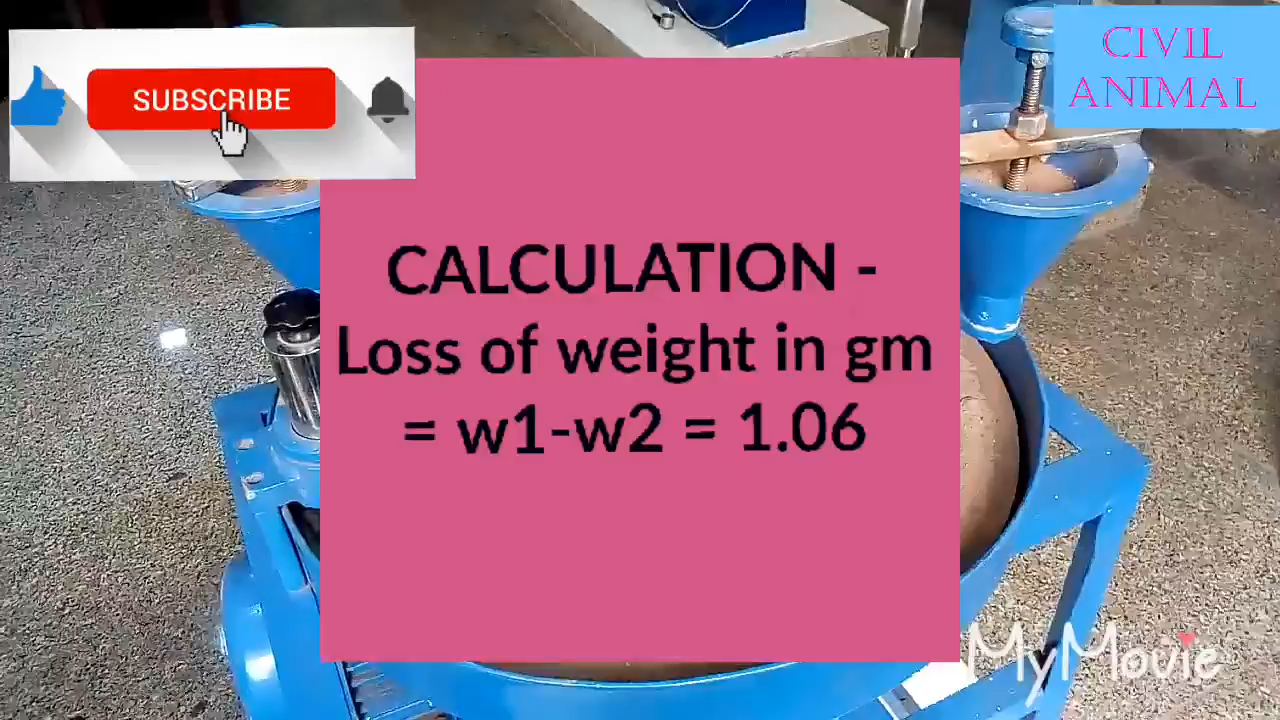 SUBSCRIBE
CIVIL
ANIMAL
CALCULATION -
Loss of weight in gm
= w1-w2 = 1.06
MyMovie